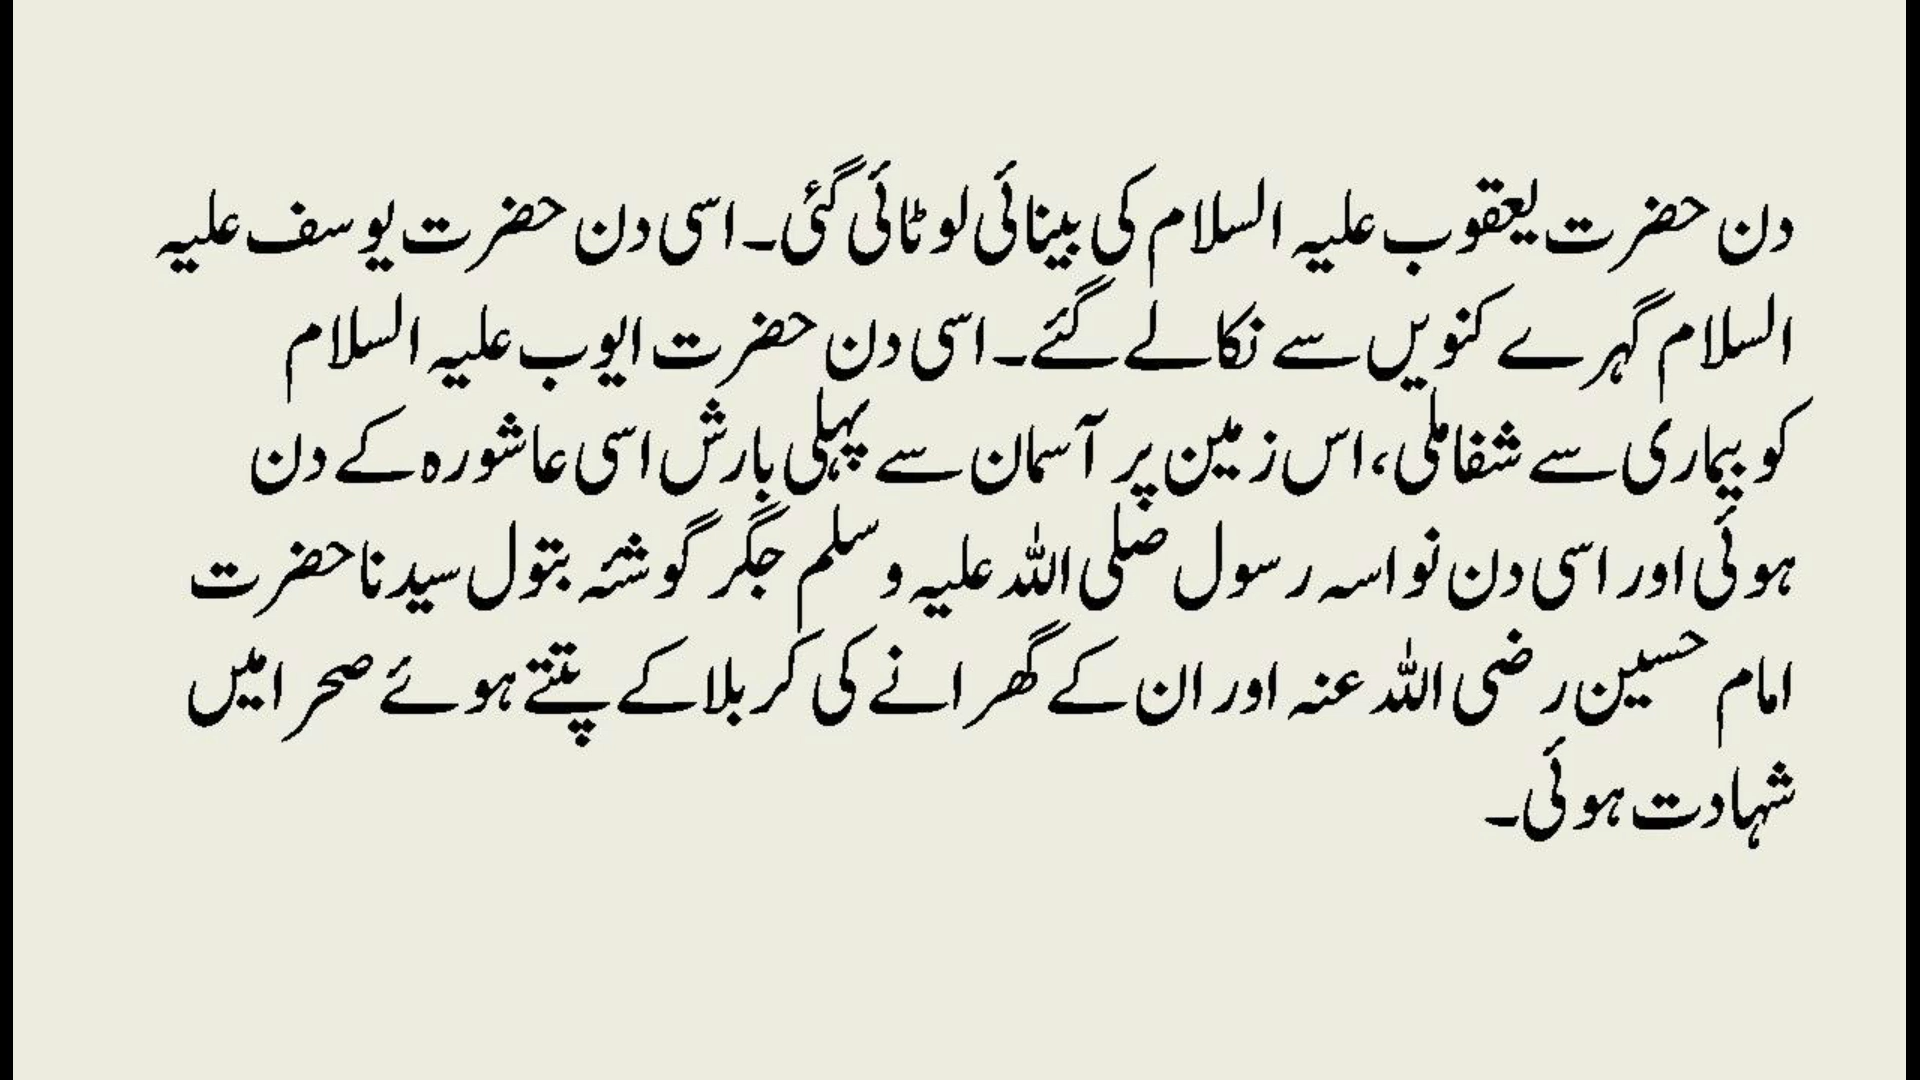 دن حضرت یعقوب علیہ السلام کی بینائی لوٹائی گئی۔ اسی دن حضرت یوسف علیہ
السلام گہرے کنویں سے نکالے گئے۔ اسی دن حضرت ایوب علیہ السلام
کو بیماری سے شفا ملی، اس زمین پر آسمان سے پہلی بارش اسی عاشورہ کے دن
ہوئی اور اسی دن نواسہ رسول صلی اللہ علیہ و سلم جگر گوشئہ بتول سیدنا حضرت
امام حسین رضی اللہ عنہ اور ان کے گھرانے کی کربلا کے پتتے ہوئے صحرا میں
شہادت ہوئی۔